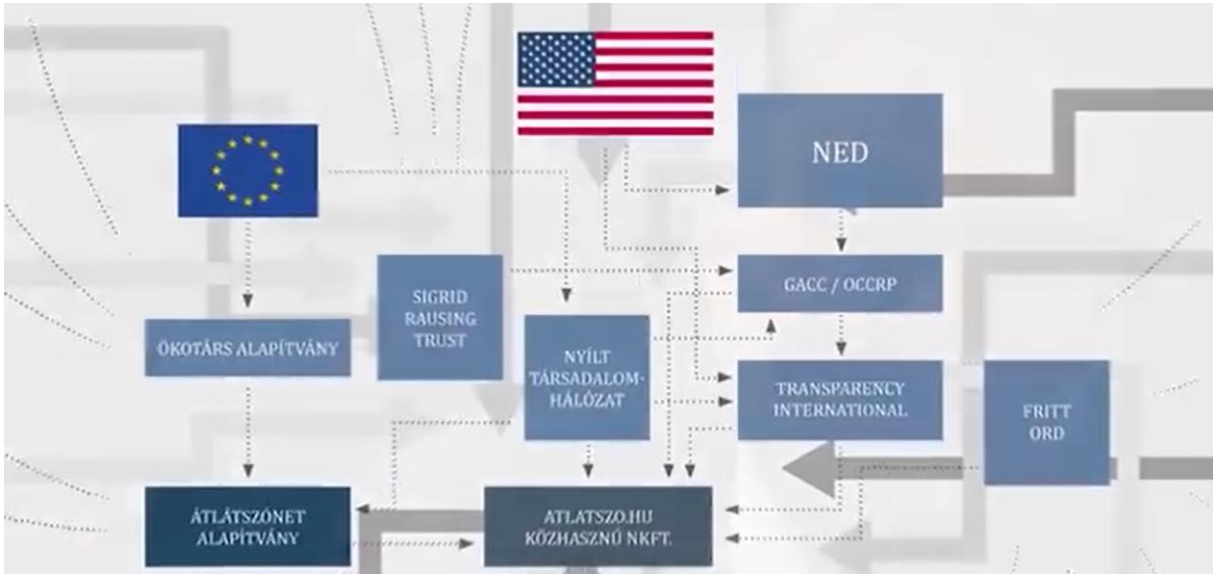 NED
GACC / OCCRP
SIGRID
RAUSING
TRUST
ÖKOTÁRS ALAPÍTVÁNY
NYÍLT
TÁRSADALOM-
HÁLÓZAT
TRANSPARENCY
INTERNATIONAL
FRITT
ORD
ÁTLÁTSZÓNET
ALAPÍTVÁNY
ATLATSZO.HU
KÖZHASZNÚ NKFT.